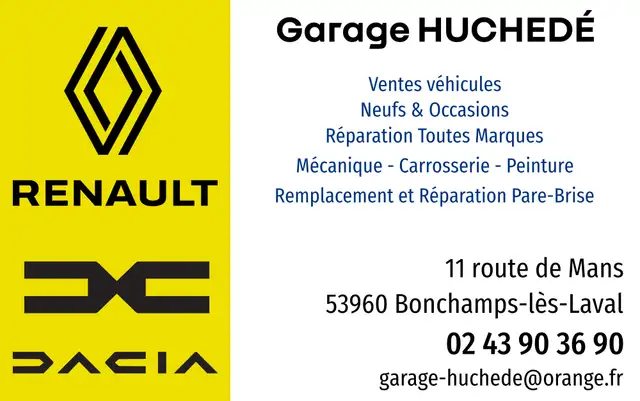 Garage HUCHEDÉ
RENAULT
DACIA
Ventes véhicules
Neufs & Occasions
Réparation Toutes Marques
Mécanique - Carrosserie - Peinture
Remplacement et Réparation Pare-Brise
11 route de Mans
53960 Bonchamps-lès-Laval
02 43 90 36 90
garage-huchede@orange.fr